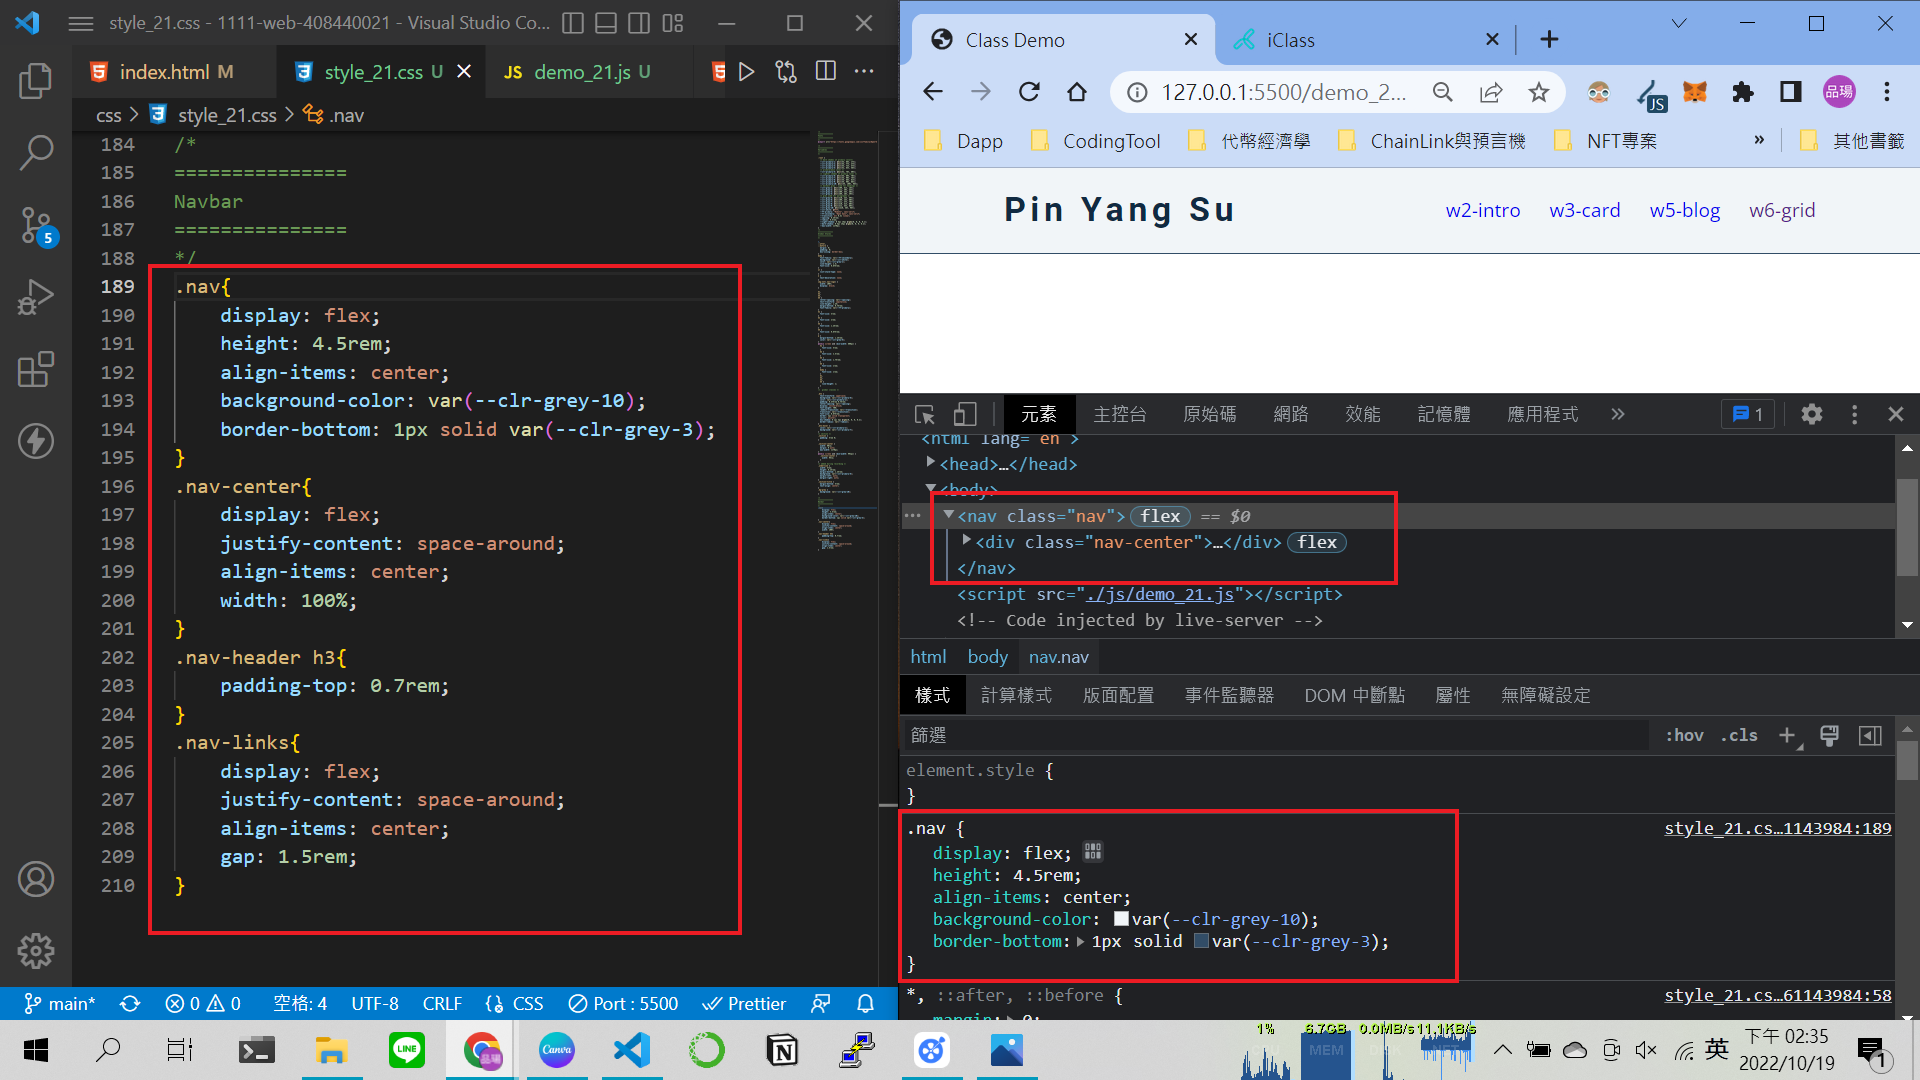 style_21.css - 1111-web-408440021 - Visual Studio Co...
index.html M
style_21.css U
JS demo_21.js U
css > style_21.css > .nav
184 /*
185 ===============
186 Navbar
187 ===============
188 */
189 .nav{
190 display: flex;
191 height: 4.5rem;
192 align-items: center;
193 background-color: var(--clr-grey-10);
194 border-bottom: 1px solid var(--clr-grey-3);
195 }
196 .nav-center{
197 display: flex;
198 justify-content: space-around;
199 align-items: center;
200 width: 100%;
201 }
202 .nav-header h3{
203 padding-top: 0.7rem;
204 }
205 .nav-links{
206 display: flex;
207 justify-content: space-around;
208 align-items: center;
209 gap: 1.5rem;
210 }
5
main* 0 0 空格: 4 UTF-8 CRLF CSS Port : 5500 Prettier
Class Demo
iClass
127.0.0.1:5500/demo_2...
JS
品瑒
Dapp CodingTool 代幣經濟學 ChainLink與預言機 NFT專案 » 其他書籤
Pin Yang Su
w2-intro w3-card w5-blog w6-grid
元素 主控台 原始碼 網路 效能 記憶體 應用程式 » 1
<html lang="en">
<head>…</head>
<body>
<nav class="nav"> flex == $0
<div class="nav-center">…</div> flex
</nav>
<script src="./js/demo_21.js"></script>
<!-- Code injected by live-server -->
html body nav.nav
樣式 計算樣式 版面配置 事件監聽器 DOM 中斷點 屬性 無障礙設定
篩選 :hov .cls
element.style {
}
.nav { style_21.cs…1143984:189
display: flex;
height: 4.5rem;
align-items: center;
background-color: var(--clr-grey-10);
border-bottom: 1px solid var(--clr-grey-3);
}
*, ::after, ::before { style_21.cs…61143984:58
margin: 0;
LINE
Canva
1% 6.7GB 0.0MB/s 11.1KB/s
MEM
英
下午 02:35
2022/10/19
1